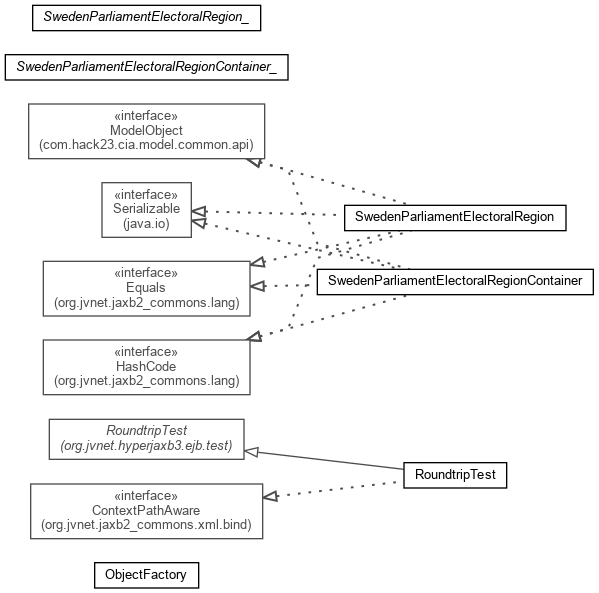 SwedenParliamentElectoralRegion_
SwedenParliamentElectoralRegionContainer_
«interface»
ModelObject
(com.hack23.cia.model.common.api)
«interface»
Serializable
(java.io)
SwedenParliamentElectoralRegion
«interface»
Equals
(org.jvnet.jaxb2_commons.lang)
SwedenParliamentElectoralRegionContainer
«interface»
HashCode
(org.jvnet.jaxb2_commons.lang)
RoundtripTest
(org.jvnet.hyperjaxb3.ejb.test)
RoundtripTest
«interface»
ContextPathAware
(org.jvnet.jaxb2_commons.xml.bind)
ObjectFactory